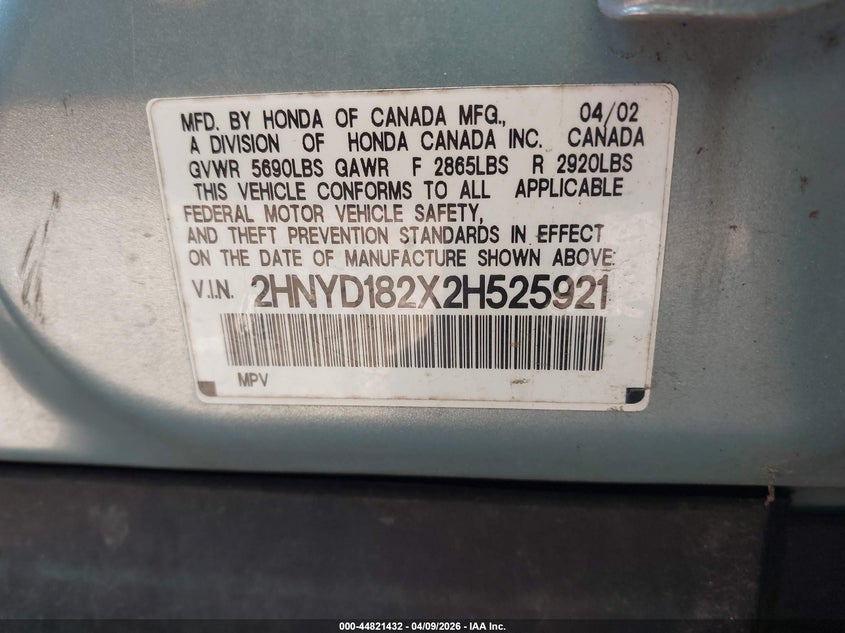 MFD. BY HONDA OF CANADA MFG., 04/02
A DIVISION OF HONDA CANADA INC. CANADA
GVWR 5690LBS GAWR F 2865LBS R 2920LBS
THIS VEHICLE CONFORMS TO ALL APPLICABLE
FEDERAL MOTOR VEHICLE SAFETY,
AND THEFT PREVENTION STANDARDS IN EFFECT
ON THE DATE OF MANUFACTURE SHOWN ABOVE.
V.I.N. 2HNYD182X2H525921
MPV
000-44821432 | 04/09/2026 - IAA Inc.